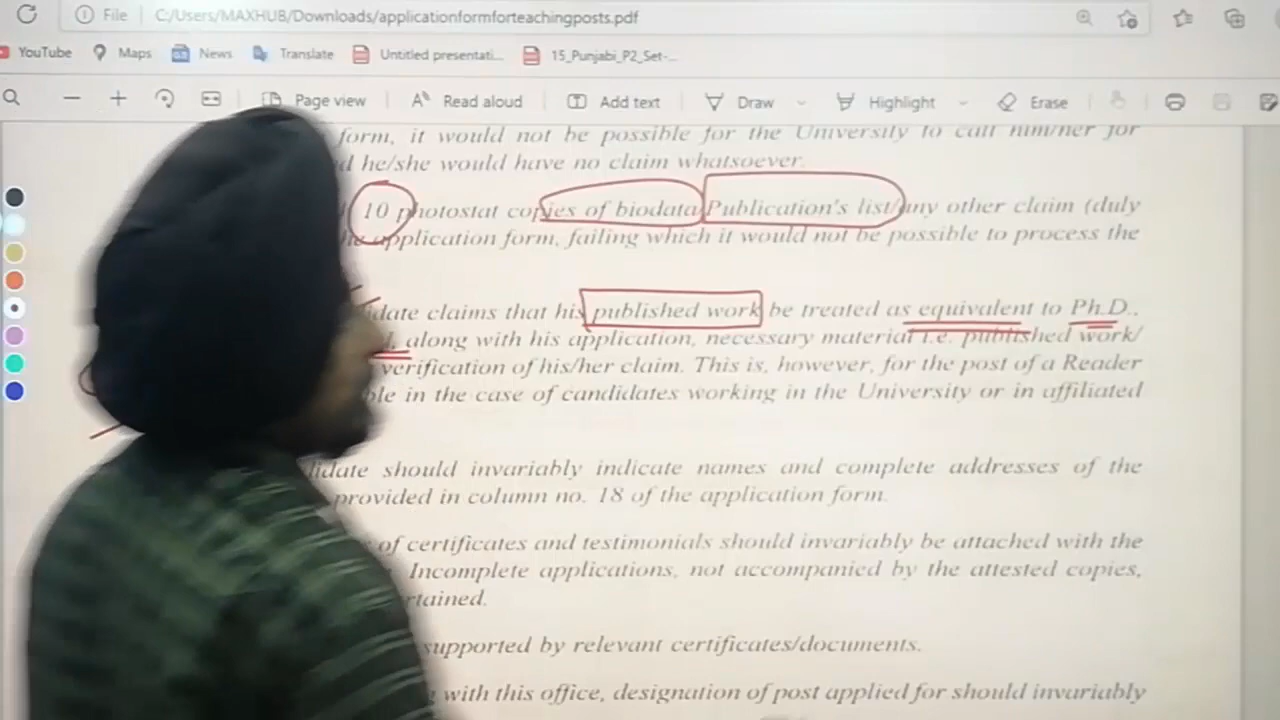 File C:/Users/MAXHUB/Downloads/applicationformforteachingposts.pdf
YouTube Maps News Translate Untitled presentati... 15_Punjabi_P2_Set-...
Page view Read aloud Add text Draw Highlight Erase
form, it would not be possible for the University to call him/her for
he/she would have no claim whatsoever.
10 photostat copies of biodata/Publication's list/any other claim (duly
application form, failing which it would not be possible to process the
claims that his published work be treated as equivalent to Ph.D.,
along with his application, necessary material i.e. published work/
verification of his/her claim. This is, however, for the post of a Reader
in the case of candidates working in the University or in affiliated
should invariably indicate names and complete addresses of the
provided in column no. 18 of the application form.
of certificates and testimonials should invariably be attached with the
Incomplete applications, not accompanied by the attested copies,
supported by relevant certificates/documents.
with this office, designation of post applied for should invariably